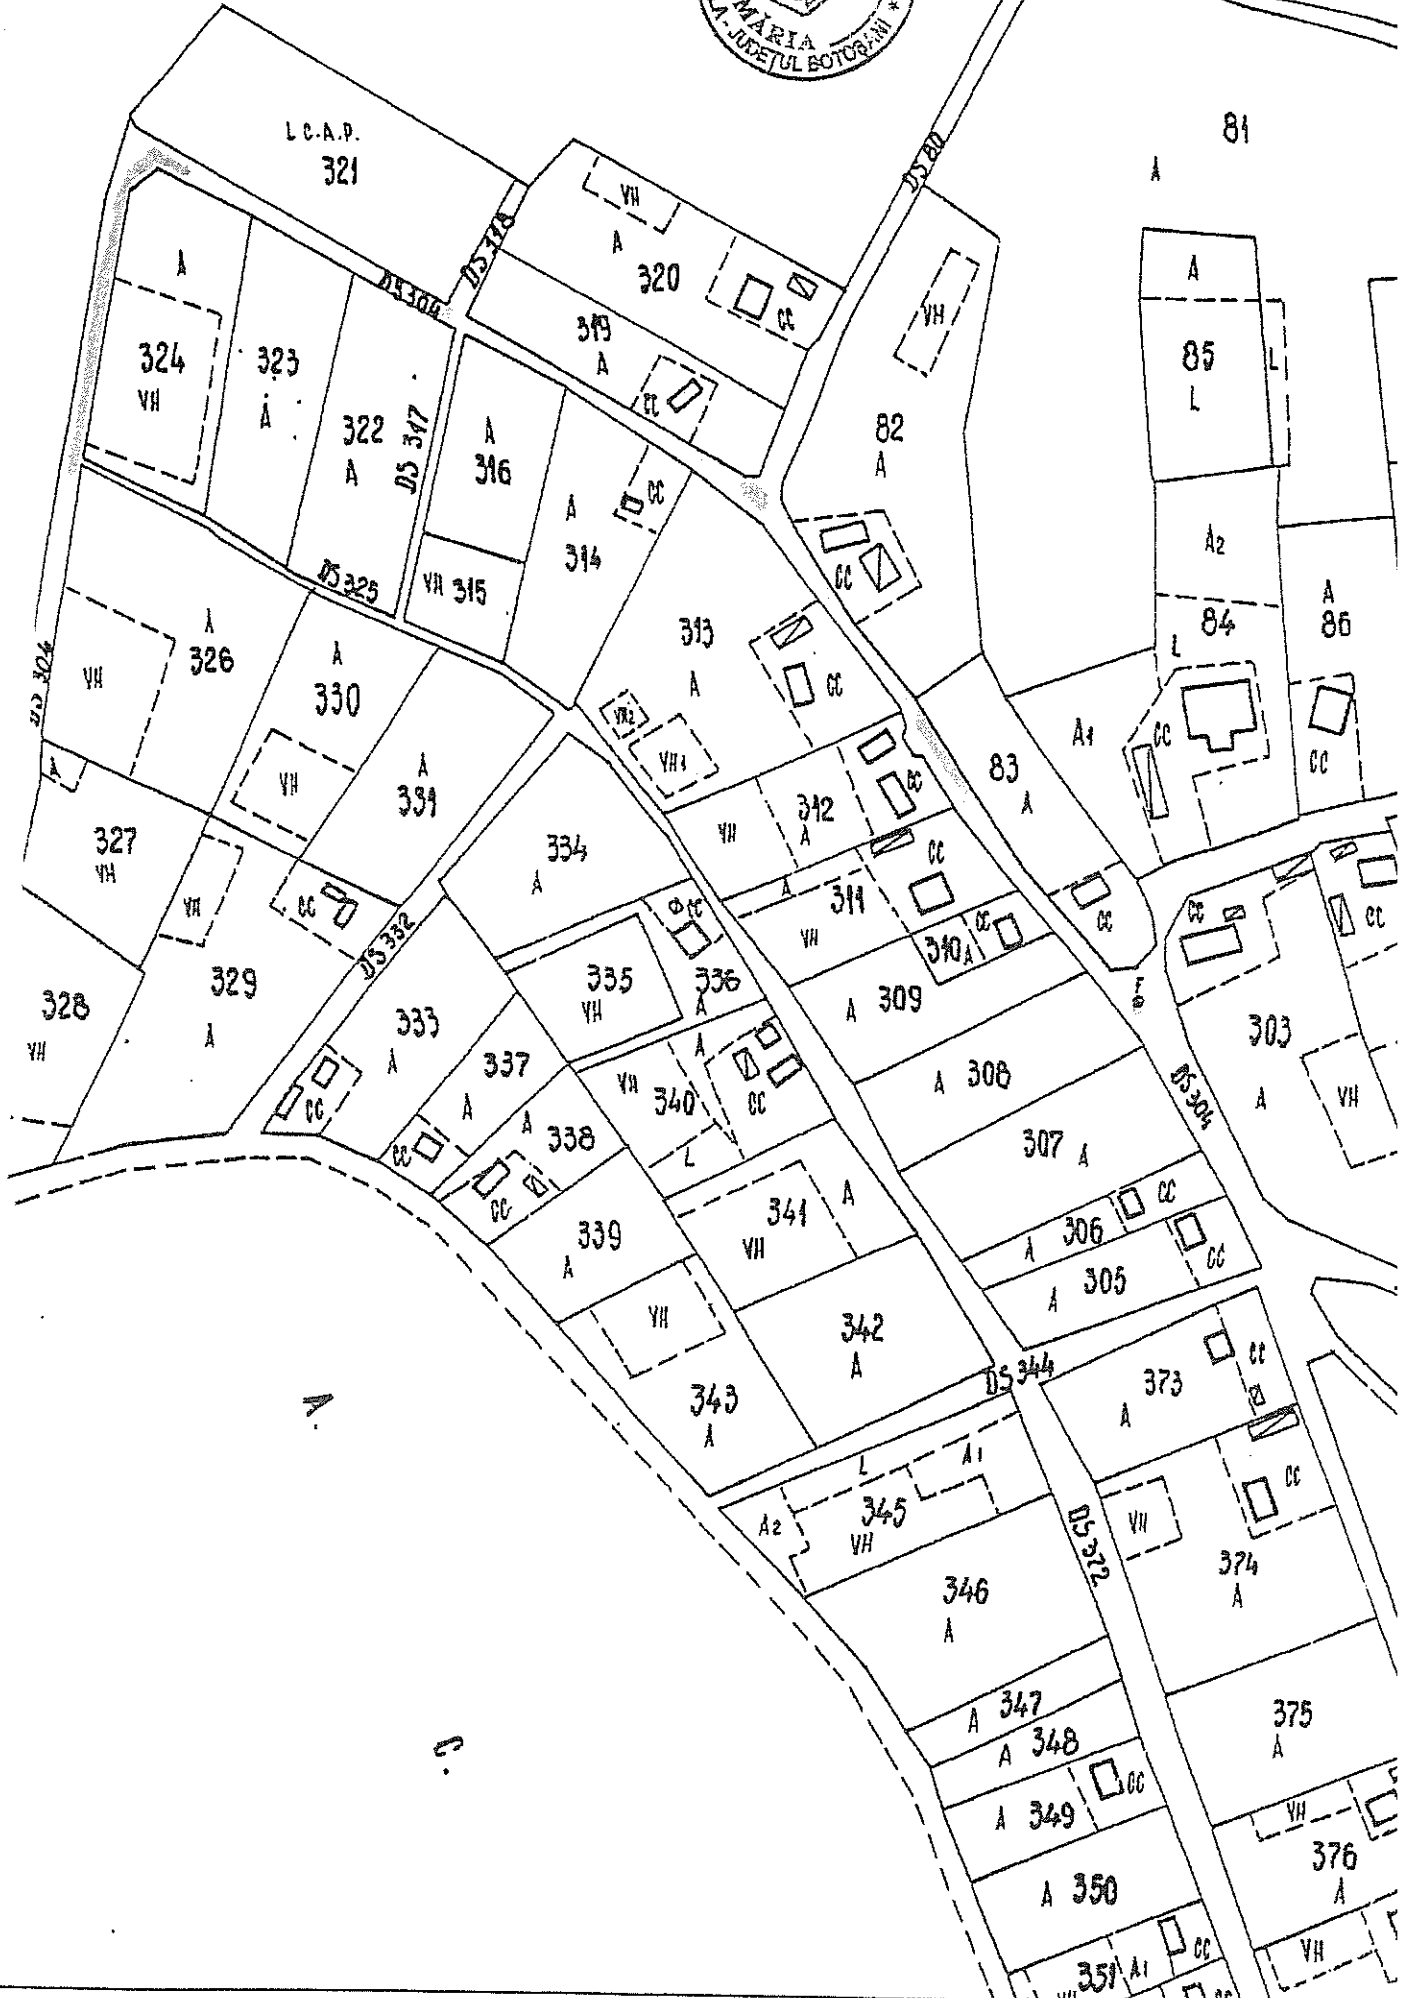 MĂRIA
- JUDEȚUL BOTOȘANI *
DS 80
81
A
L C.A.P.
321
DS 318
DS 304
VH
A
320
CC
319
A
CC
VH
82
A
CC
A
85
L
L
A2
84
L
CC
A
86
CC
A
324
VH
323
A
322
A
DS 317
A
316
VH 315
A
314
CC
313
A
CC
VH2
VH1
DS 325
DS 304
A
326
VH
A
A
330
VH
A
331
A1
83
A
CC
327
VH
VH
CC
DS 332
334
A
VH
312
A
CC
A
311
VH
CC
310 A
CC
CC
335
VH
336
A
328
VH
329
A
333
A
CC
A 309
F
CC
CC
303
A
VH
337
A
CC
A
338
CC
VH
340
A
CC
L
A 308
DS 304
307 A
339
A
341
VH
A
306
A
CC
A 305
CC
VH
343
A
342
A
DS 344
373
A
CC
A.
L
A1
A2
345
VH
DS 372
VH
374
A
CC
346
A
A 347
A 348
A 349
CC
375
A
C.
VH
376
A
A 350
351
A1
CC
VH